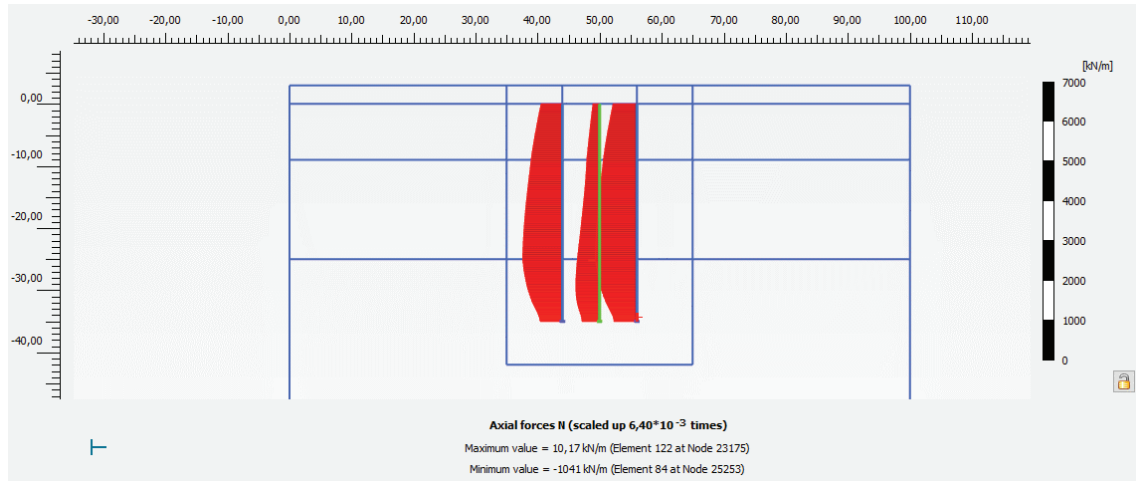 -30,00 -20,00 -10,00 0,00 10,00 20,00 30,00 40,00 50,00 60,00 70,00 80,00 90,00 100,00 110,00
[kN/m]
7000
0,00
6000
-10,00
5000
4000
-20,00
3000
-30,00
2000
1000
-40,00
0
Axial forces N (scaled up 6,40*10⁻³ times)
Maximum value = 10,17 kN/m (Element 122 at Node 23175)
Minimum value = -1041 kN/m (Element 84 at Node 25253)